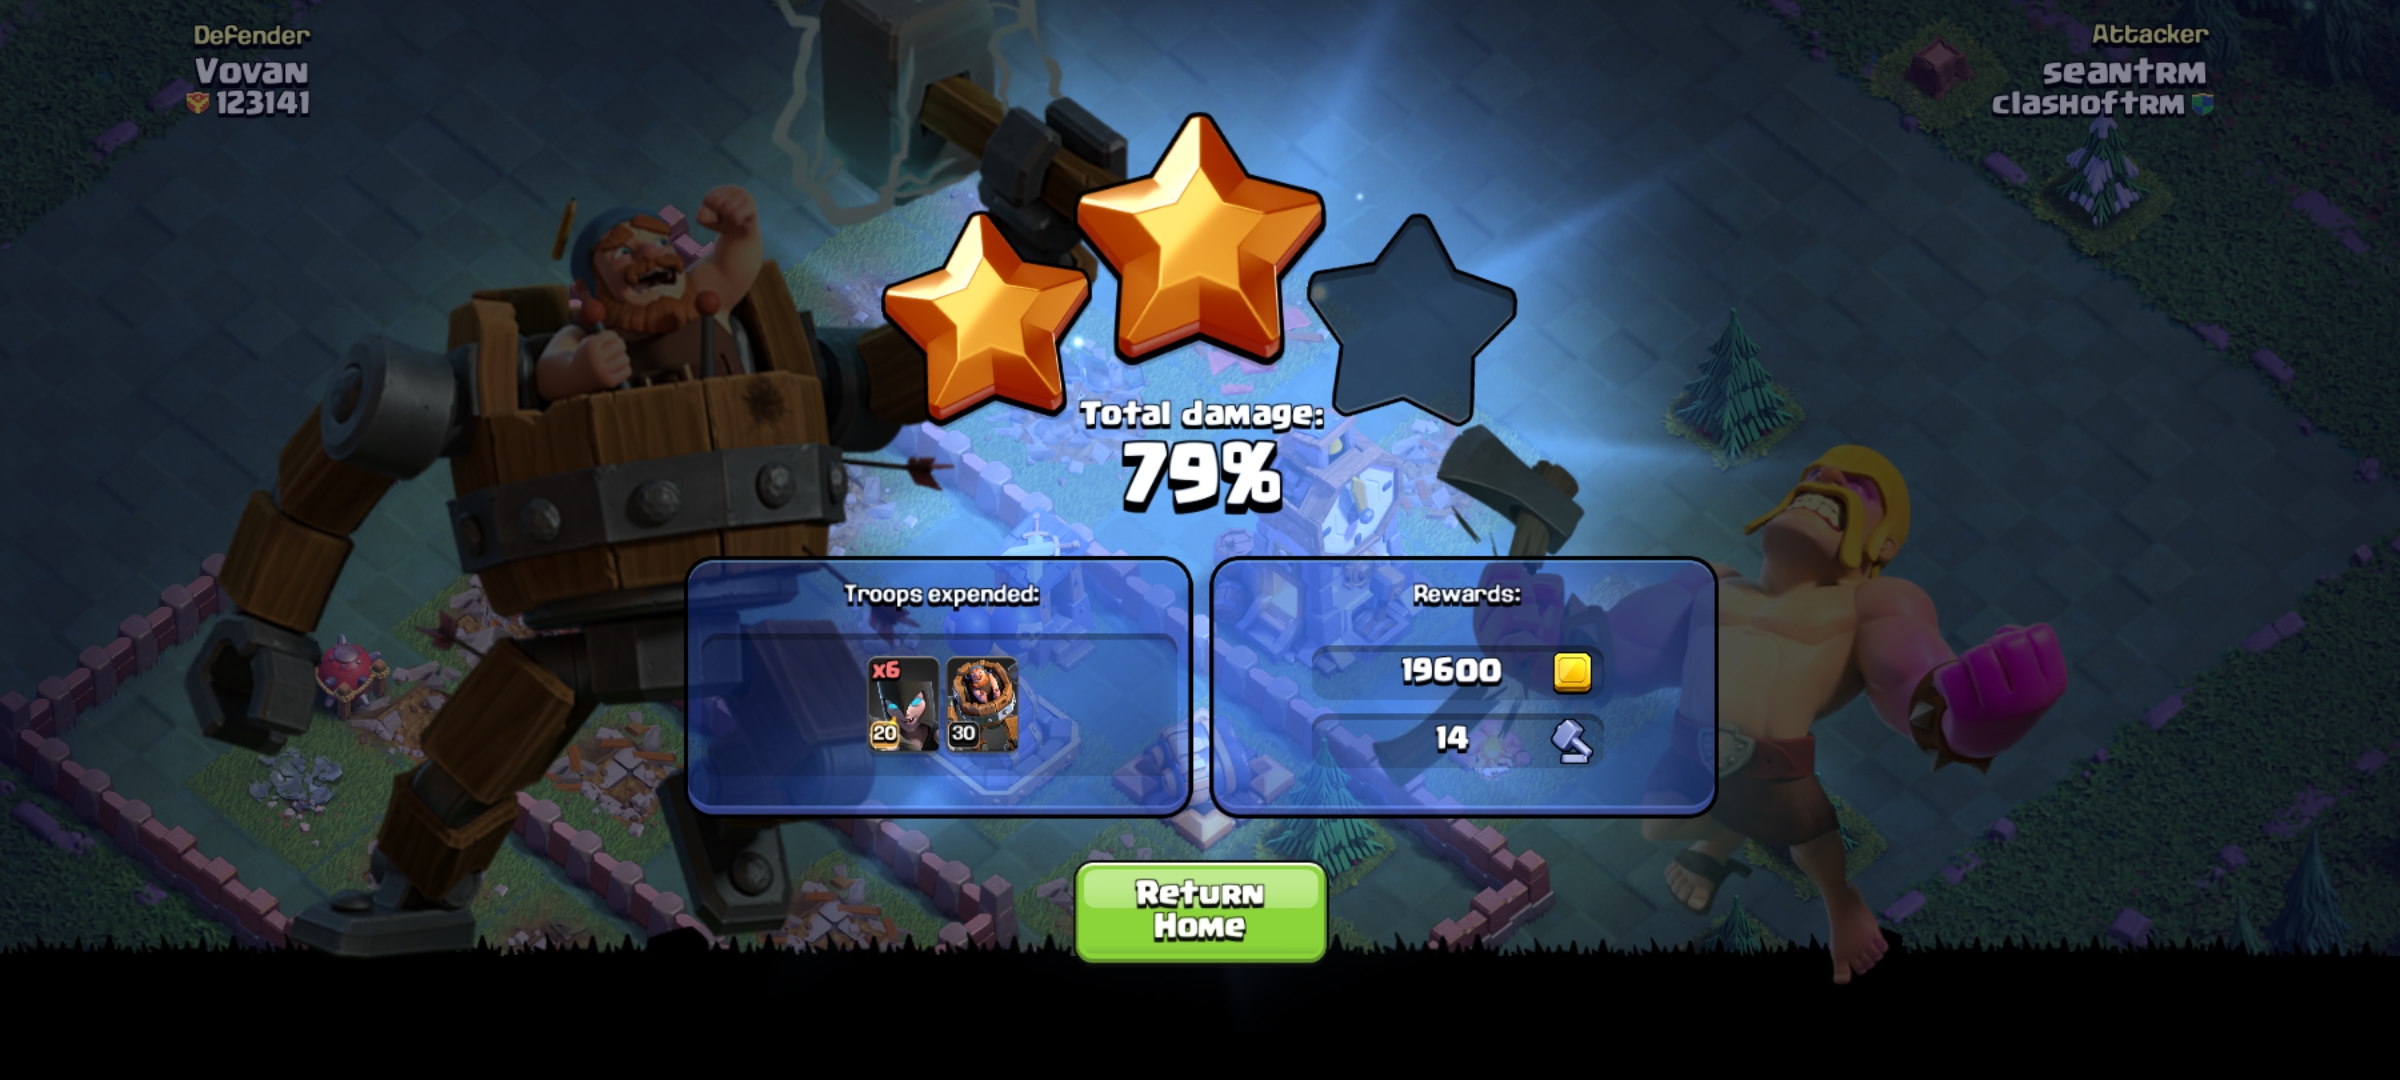 Defender
Vovan
123141
Attacker
seantRM
clashoftRM
Total damage:
79%
Troops expended:
x6
20
30
Rewards:
19600
14
Return
Home